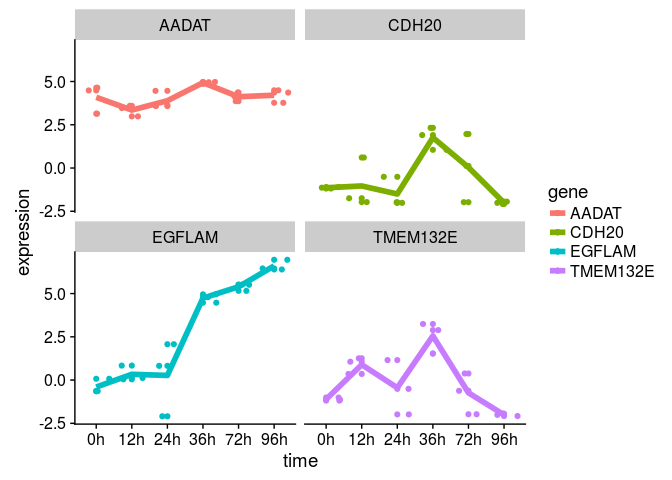 AADAT CDH20
5.0
2.5
0.0
-2.5
EGFLAM TMEM132E
5.0
2.5
0.0
-2.5
0h 12h 24h 36h 72h 96h 0h 12h 24h 36h 72h 96h
time
expression
gene
AADAT
CDH20
EGFLAM
TMEM132E